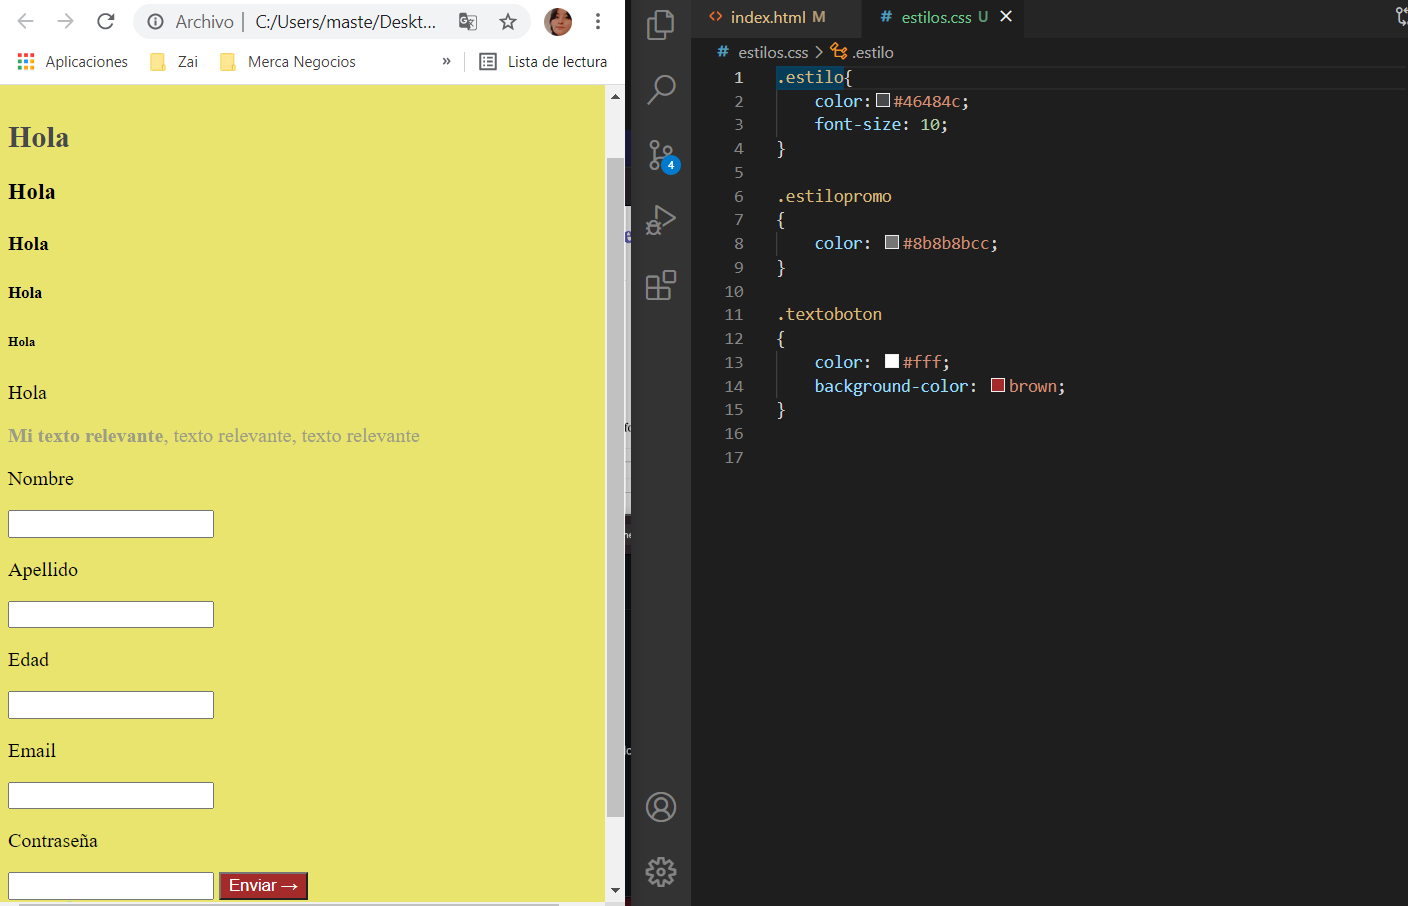 Archivo | C:/Users/maste/Deskt...
Aplicaciones Zai Merca Negocios » Lista de lectura
Hola
Hola
Hola
Hola
Hola
Hola
Mi texto relevante, texto relevante, texto relevante
Nombre
Apellido
Edad
Email
Contraseña
Enviar →
4
<> index.html M # estilos.css U ×
# estilos.css > .estilo
1 .estilo{
2 color:#46484c;
3 font-size: 10;
4 }
5
6 .estilopromo
7 {
8 color: #8b8b8bcc;
9 }
10
11 .textoboton
12 {
13 color: #fff;
14 background-color: brown;
15 }
16
17